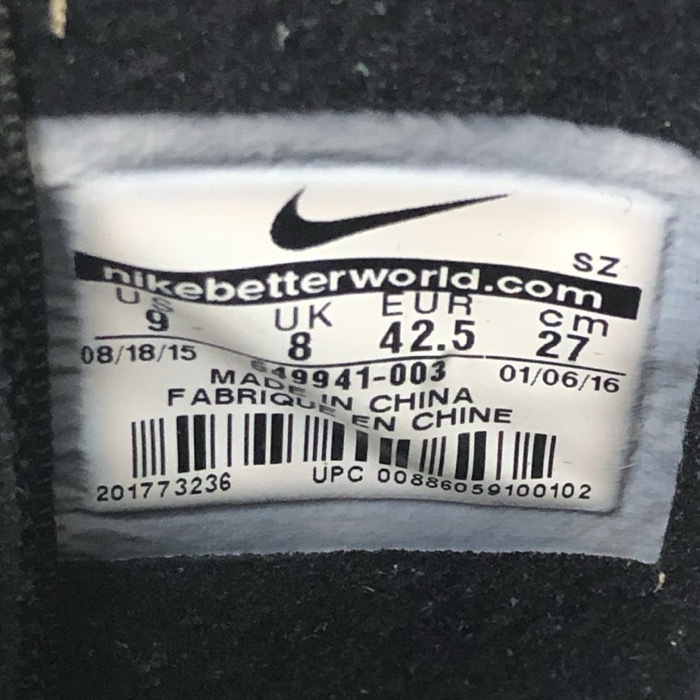 SZ
nikebetterworld.com
US UK EUR cm
9 8 42.5 27
08/18/15 649941-003 01/06/16
MADE IN CHINA
FABRIQUE EN CHINE
201773236 UPC 00886059100102